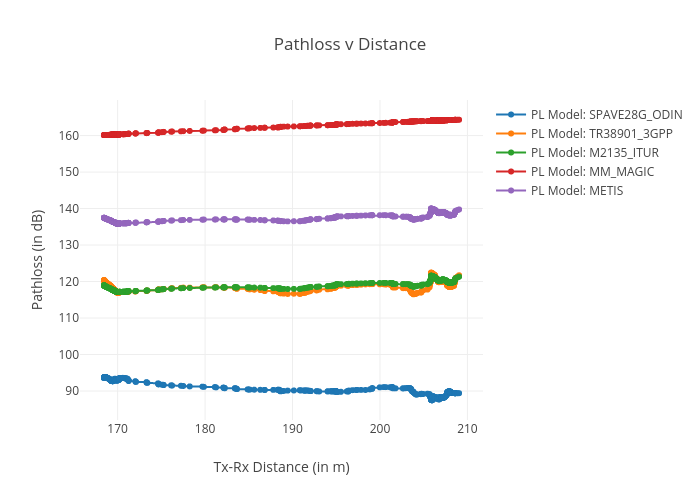 Pathloss v Distance
PL Model: SPAVE28G_ODIN
PL Model: TR38901_3GPP
PL Model: M2135_ITUR
PL Model: MM_MAGIC
PL Model: METIS
Pathloss (in dB)
160
150
140
130
120
110
100
90
170
180
190
200
210
Tx-Rx Distance (in m)